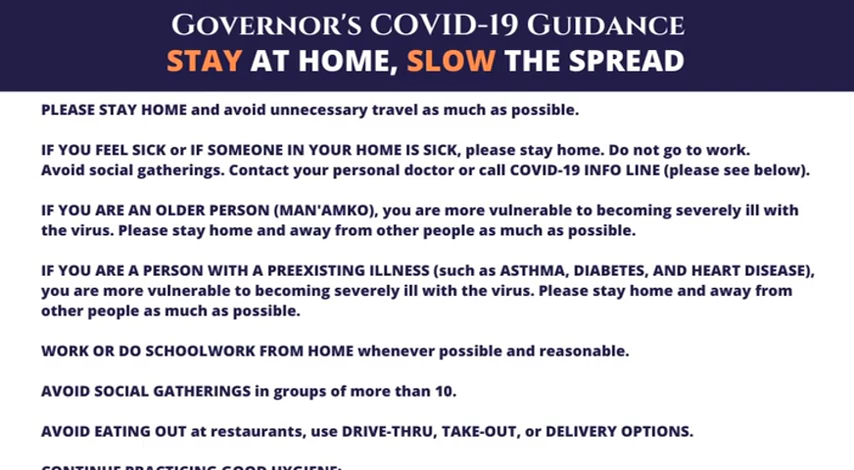 GOVERNOR'S COVID-19 GUIDANCE
STAY AT HOME, SLOW THE SPREAD
PLEASE STAY HOME and avoid unnecessary travel as much as possible.
IF YOU FEEL SICK or IF SOMEONE IN YOUR HOME IS SICK, please stay home. Do not go to work.
Avoid social gatherings. Contact your personal doctor or call COVID-19 INFO LINE (please see below).
IF YOU ARE AN OLDER PERSON (MAN'AMKO), you are more vulnerable to becoming severely ill with
the virus. Please stay home and away from other people as much as possible.
IF YOU ARE A PERSON WITH A PREEXISTING ILLNESS (such as ASTHMA, DIABETES, AND HEART DISEASE),
you are more vulnerable to becoming severely ill with the virus. Please stay home and away from
other people as much as possible.
WORK OR DO SCHOOLWORK FROM HOME whenever possible and reasonable.
AVOID SOCIAL GATHERINGS in groups of more than 10.
AVOID EATING OUT at restaurants, use DRIVE-THRU, TAKE-OUT, or DELIVERY OPTIONS.
CONTINUE PRACTICING GOOD HYGIENE: